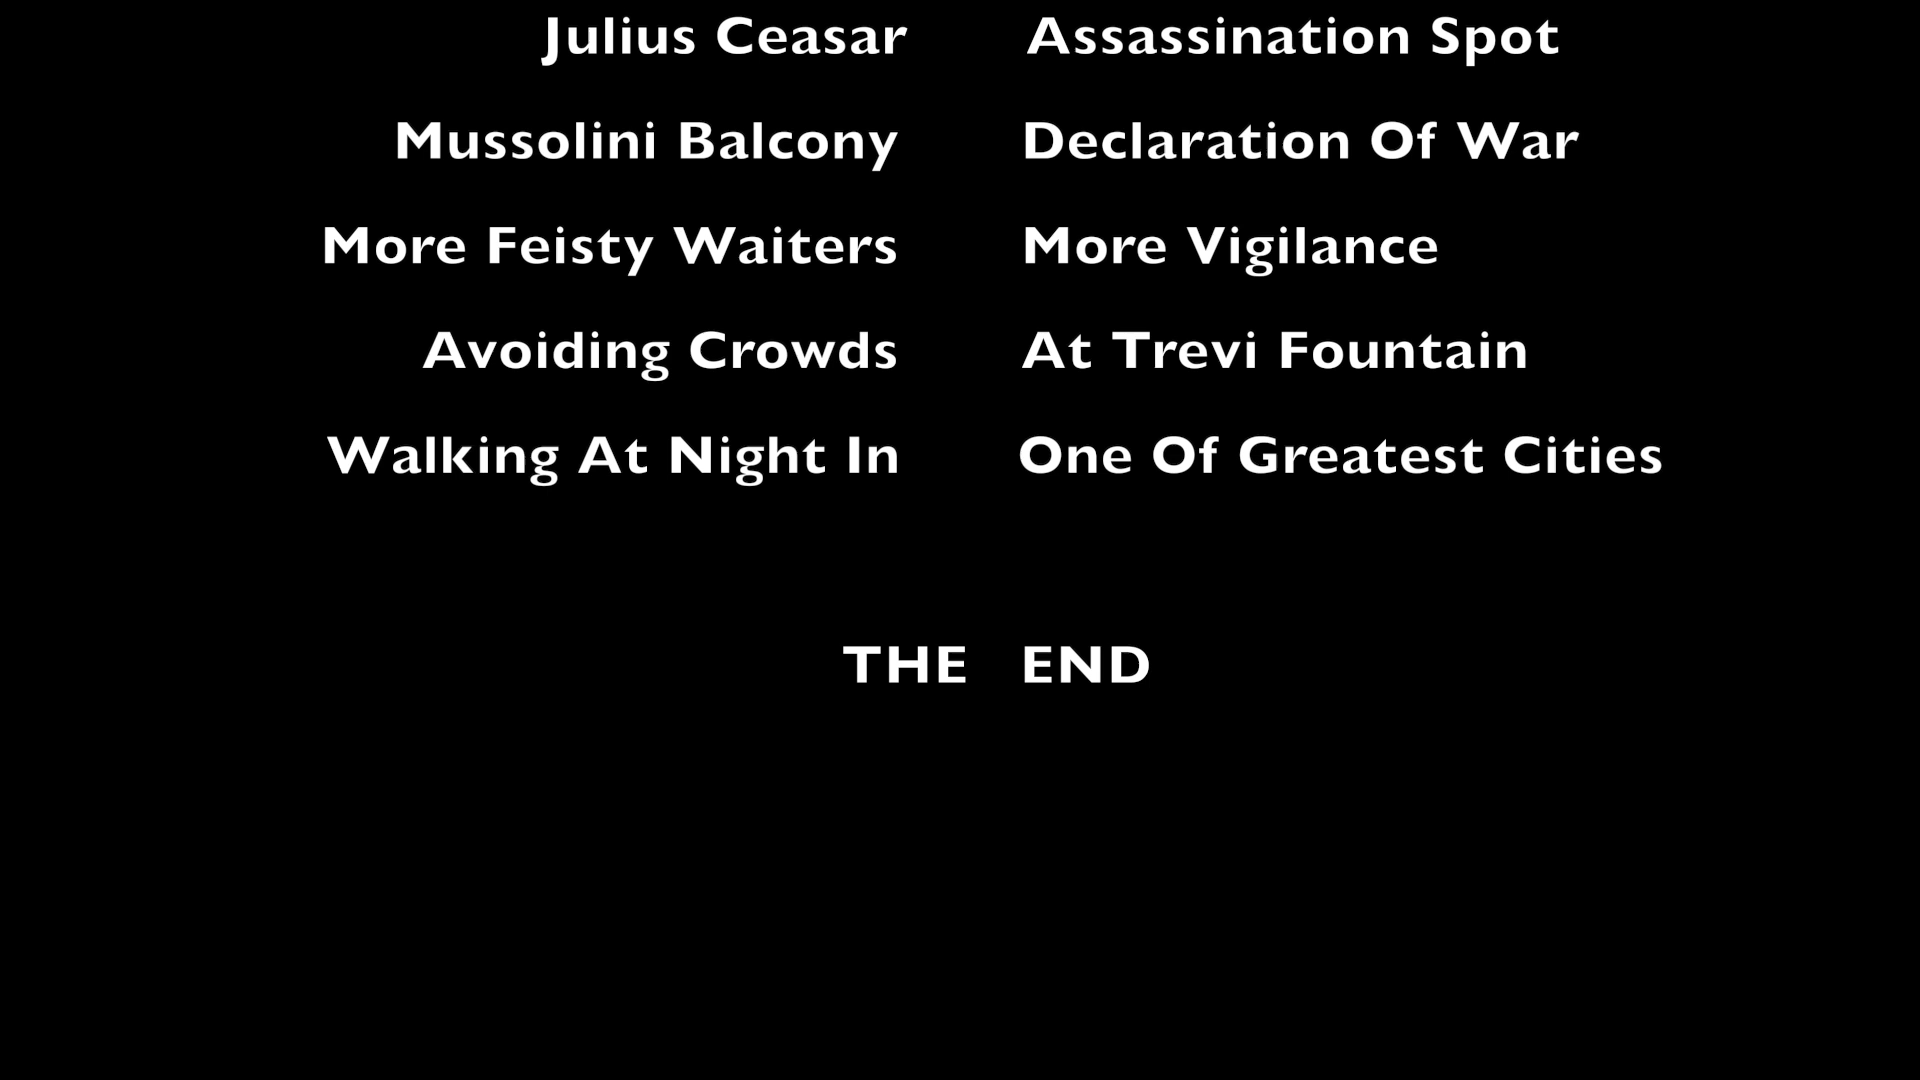 Julius Ceasar Assassination Spot
Mussolini Balcony Declaration Of War
More Feisty Waiters More Vigilance
Avoiding Crowds At Trevi Fountain
Walking At Night In One Of Greatest Cities
THE END